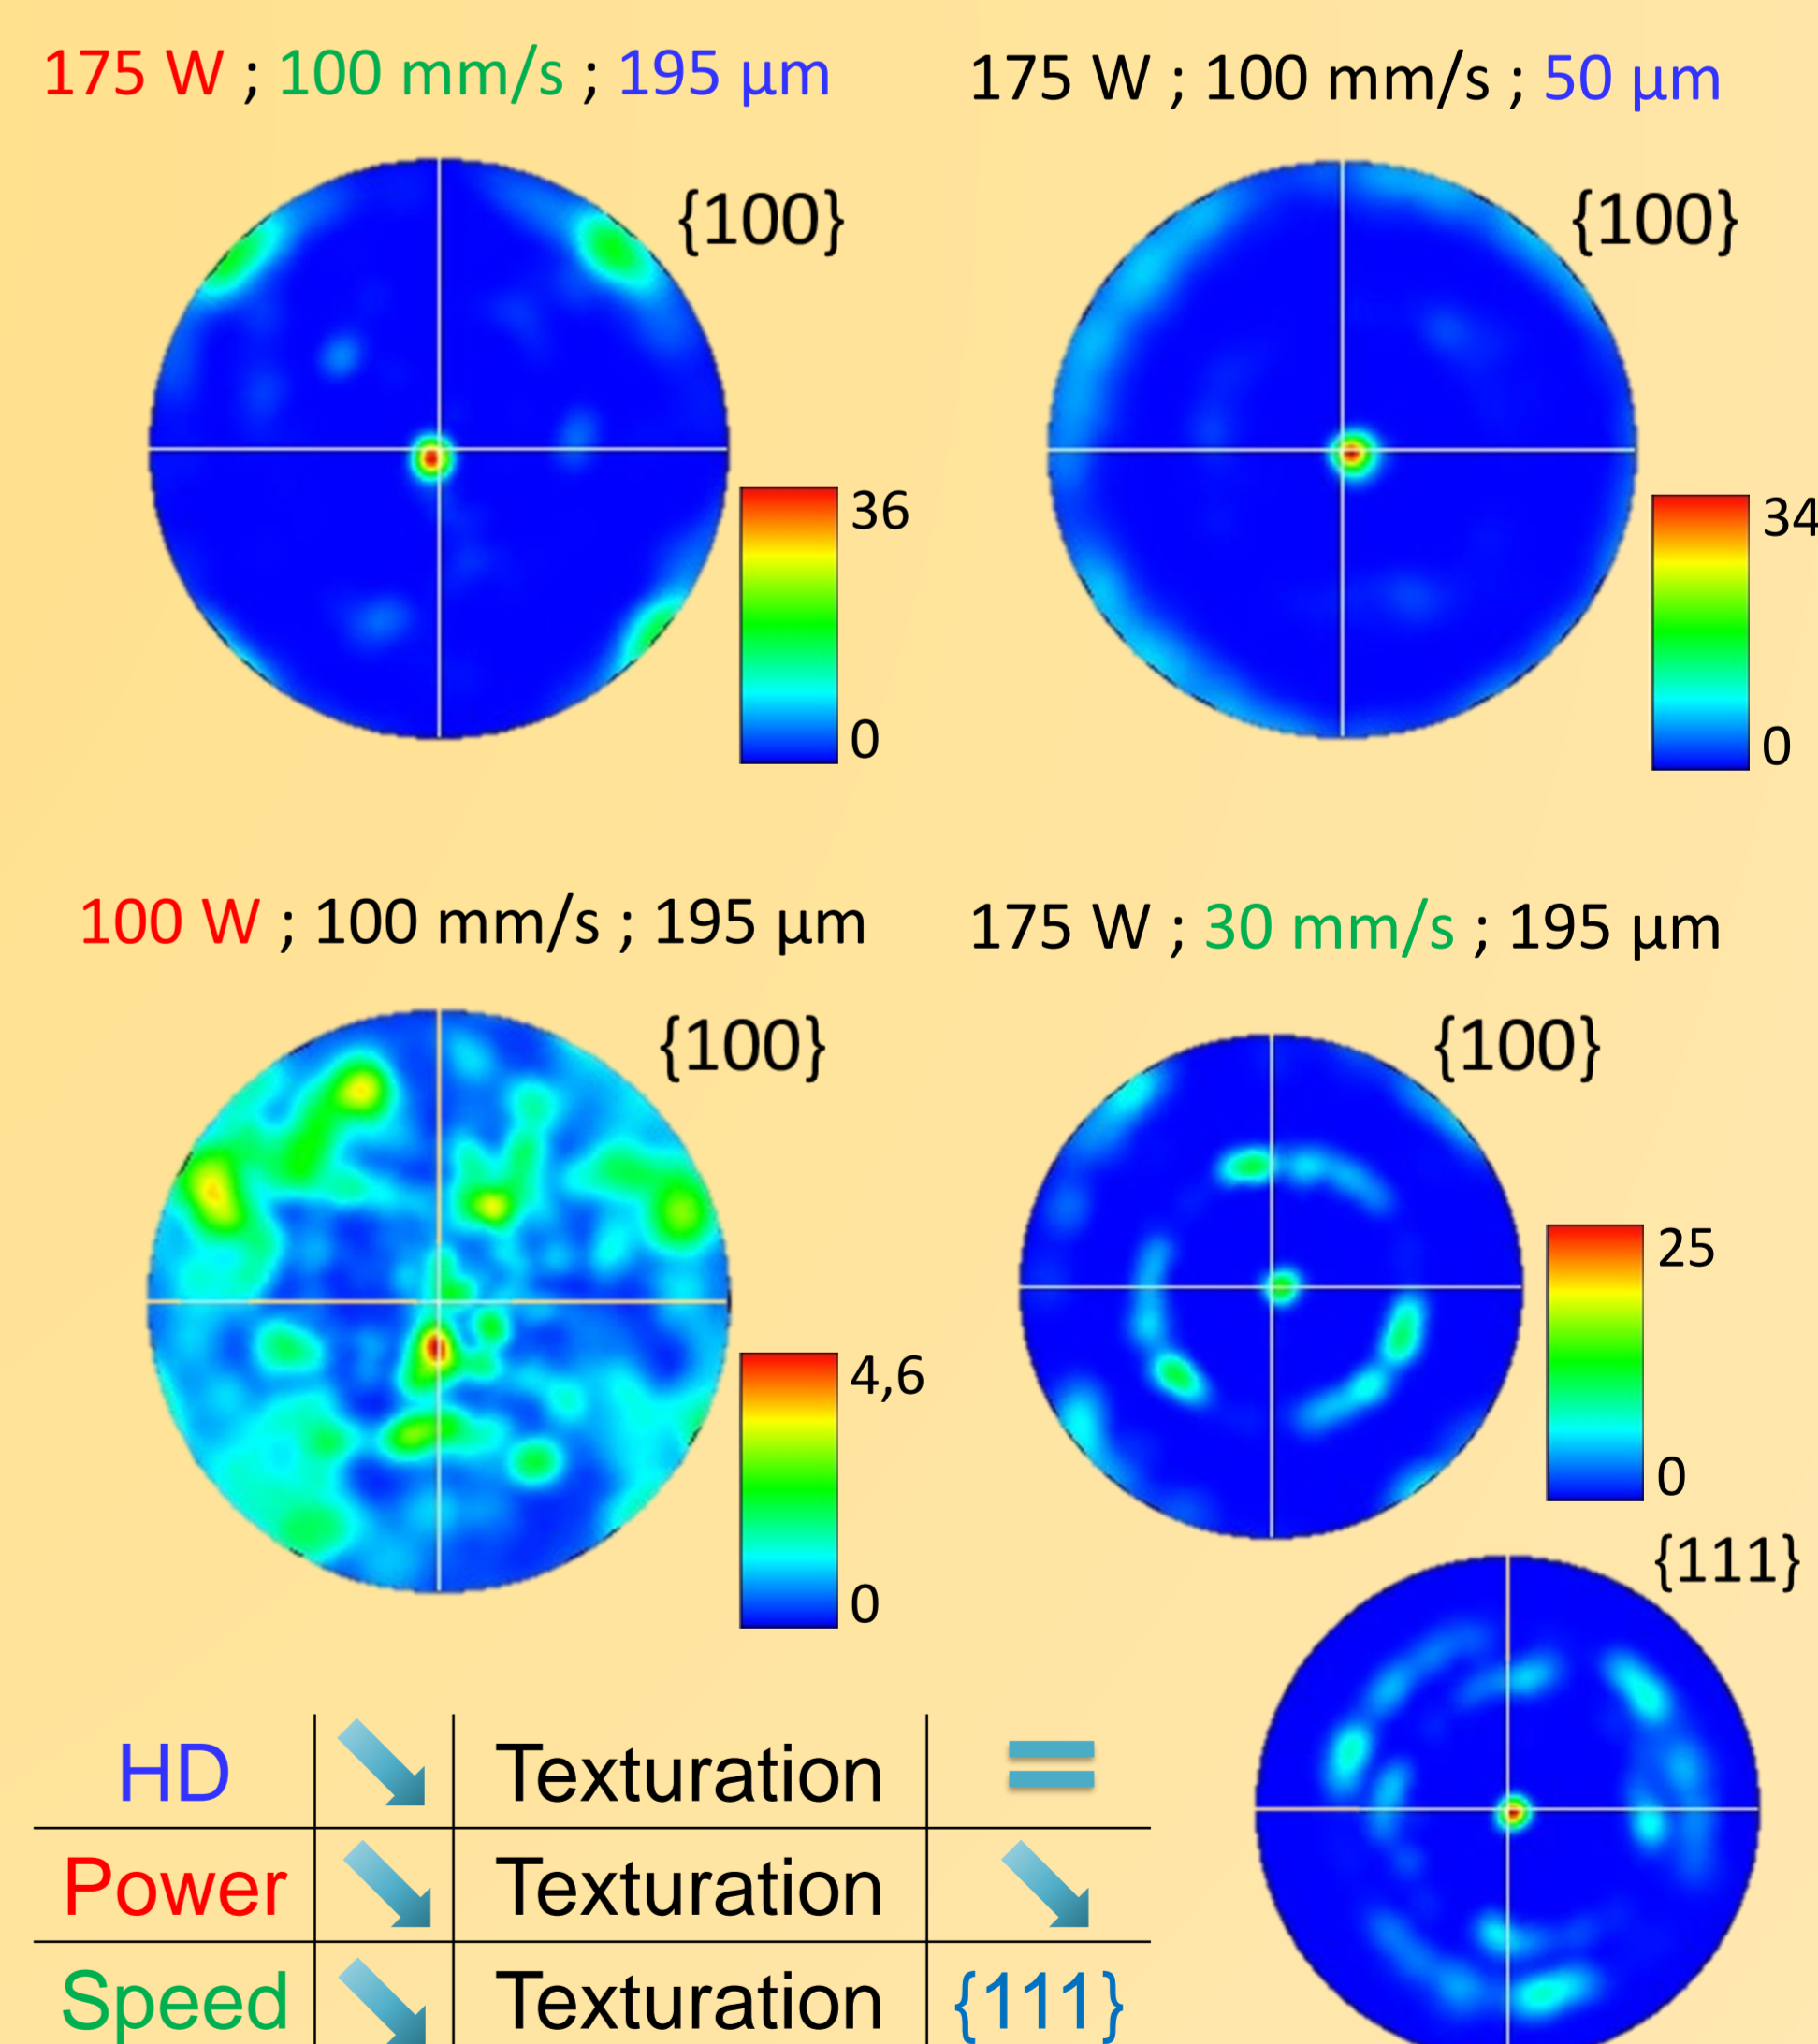 175 W ; 100 mm/s ; 195 µm
175 W ; 100 mm/s ; 50 µm
{100}
{100}
36
0
34
0
100 W ; 100 mm/s ; 195 µm
175 W ; 30 mm/s ; 195 µm
{100}
{100}
4,6
0
25
0
{111}
HD Texturation =
Power Texturation
Speed Texturation {111}